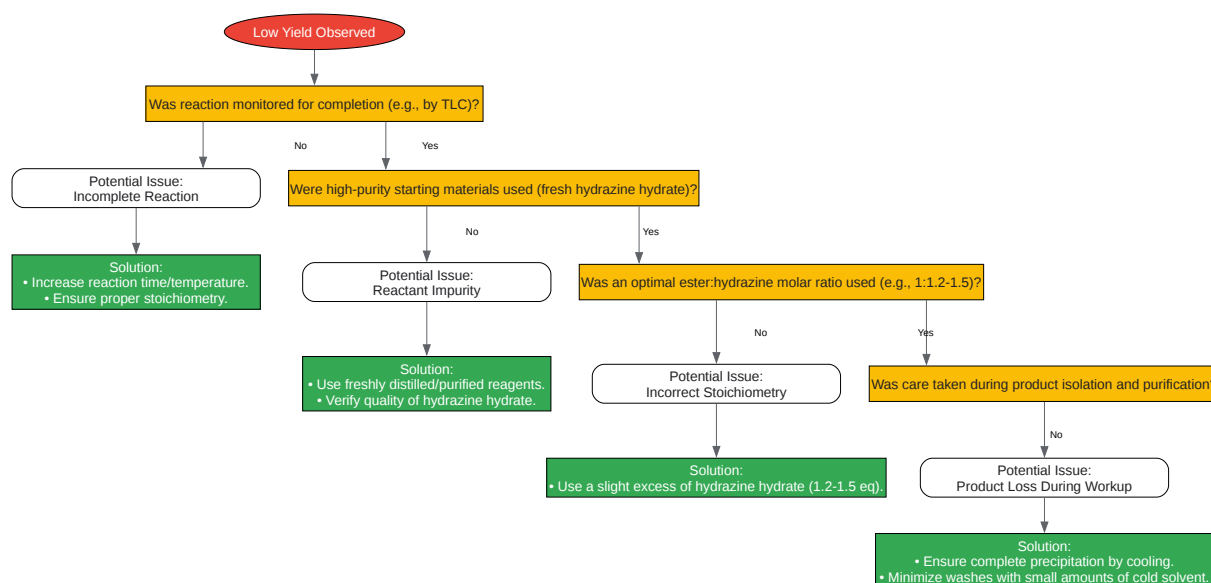 Low Yield Observed
Was reaction monitored for completion (e.g., by TLC)?
No
Yes
Potential Issue:
Incomplete Reaction
Were high-purity starting materials used (fresh hydrazine hydrate)?
No
Yes
Solution:
• Increase reaction time/temperature.
• Ensure proper stoichiometry.
Potential Issue:
Reactant Impurity
Was an optimal ester:hydrazine molar ratio used (e.g., 1:1.2-1.5)?
No
Yes
Solution:
• Use freshly distilled/purified reagents.
• Verify quality of hydrazine hydrate.
Potential Issue:
Incorrect Stoichiometry
Was care taken during product isolation and purification?
No
Solution:
• Use a slight excess of hydrazine hydrate (1.2-1.5 eq).
Potential Issue:
Product Loss During Workup
Solution:
• Ensure complete precipitation by cooling.
• Minimize washes with small amounts of cold solvent.